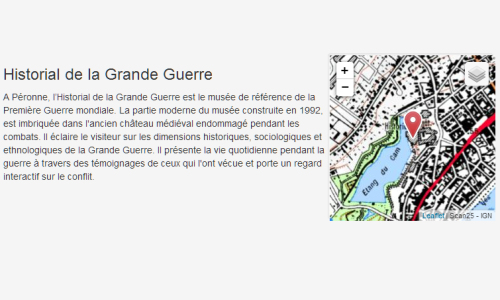 Historial de la Grande Guerre
A Péronne, l'Historial de la Grande Guerre est le musée de référence de la
Première Guerre mondiale. La partie moderne du musée construite en 1992,
est imbriquée dans l'ancien château médiéval endommagé pendant les
combats. Il éclaire le visiteur sur les dimensions historiques, sociologiques et
ethnologiques de la Grande Guerre. Il présente la vie quotidienne pendant la
guerre à travers des témoignages de ceux qui l'ont vécue et porte un regard
interactif sur le conflit.
+
−
Historial
Etang du Cam
Leaflet | Scan25 - IGN